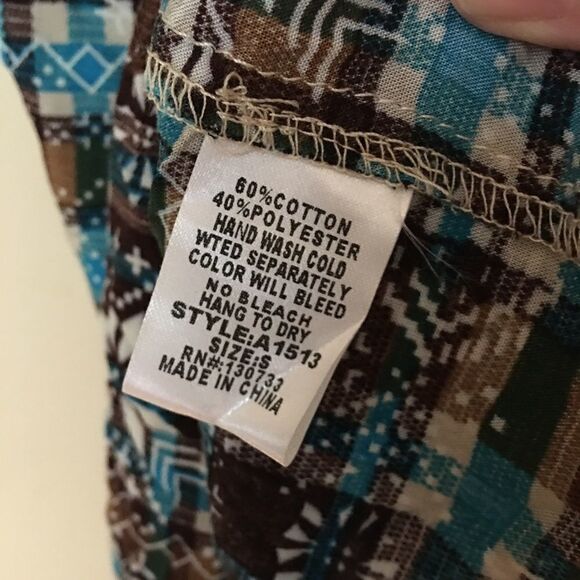 60%COTTON
40%POLYESTER
HAND WASH COLD
WTED SEPARATELY
COLOR WILL BLEED
NO BLEACH
HANG TO DRY
STYLE:A1513
SIZE:S
RN#:130733
MADE IN CHINA